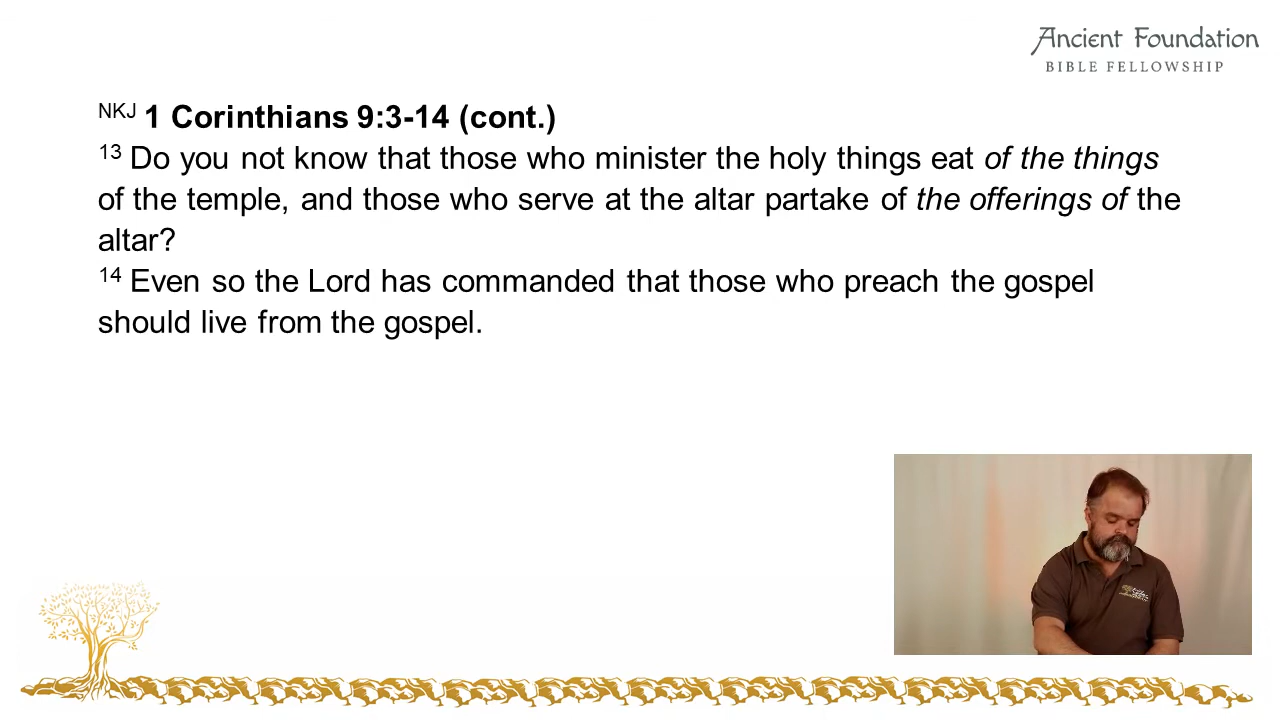 Ancient Foundation
BIBLE FELLOWSHIP
NKJ 1 Corinthians 9:3-14 (cont.)
13 Do you not know that those who minister the holy things eat of the things
of the temple, and those who serve at the altar partake of the offerings of the
altar?
14 Even so the Lord has commanded that those who preach the gospel
should live from the gospel.